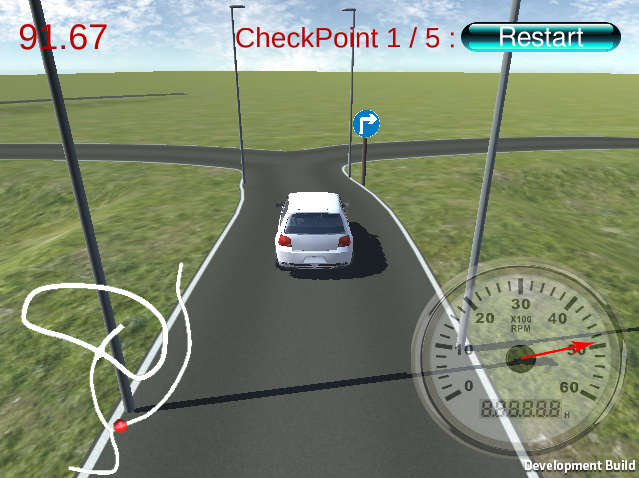 91.67
CheckPoint 1 / 5 :
Restart
30
20
40
X100
RPM
10
50
0
60
H
Development Build